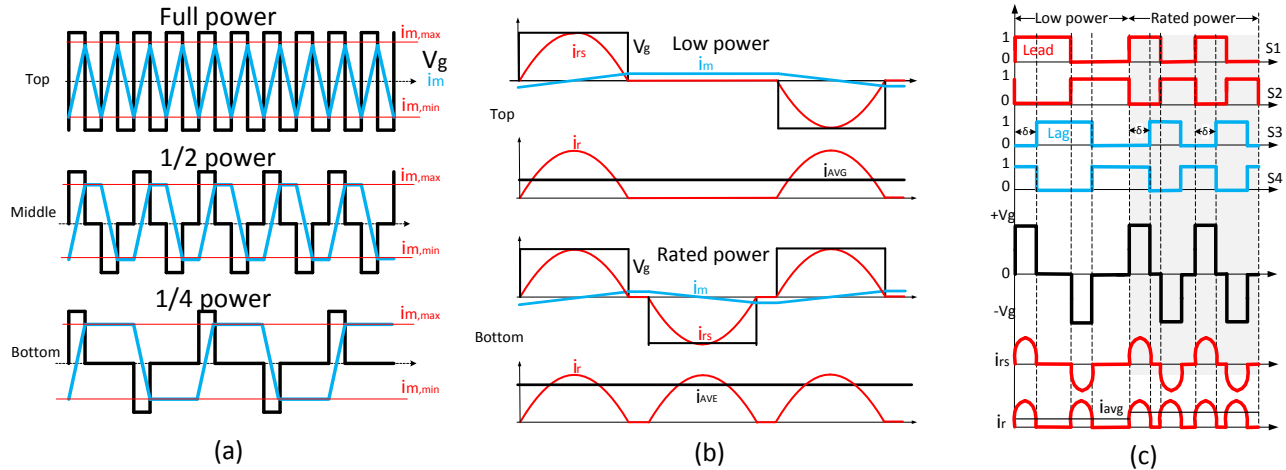 Full power
im,max
Vg
im
Top
im,min
1/2 power
im,max
Middle
im,min
1/4 power
im,max
Bottom
im,min
(a)
Vg
Low power
irs
im
Top
ir
iAVG
Vg
Rated power
im
irs
Bottom
ir
iAVE
(b)
Low power Rated power
1 Lead S1
0
1 S2
0
1 δ Lag δ δ S3
0
1 S4
0
+Vg
0
-Vg
irs
iavg
ir
(c)